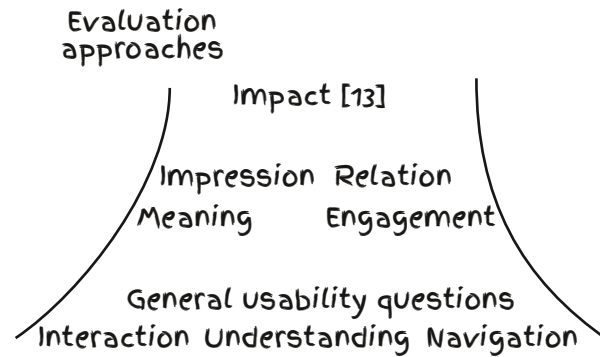 Evaluation
approaches
Impact [13]
Impression Relation
Meaning Engagement
General usability questions
Interaction Understanding Navigation